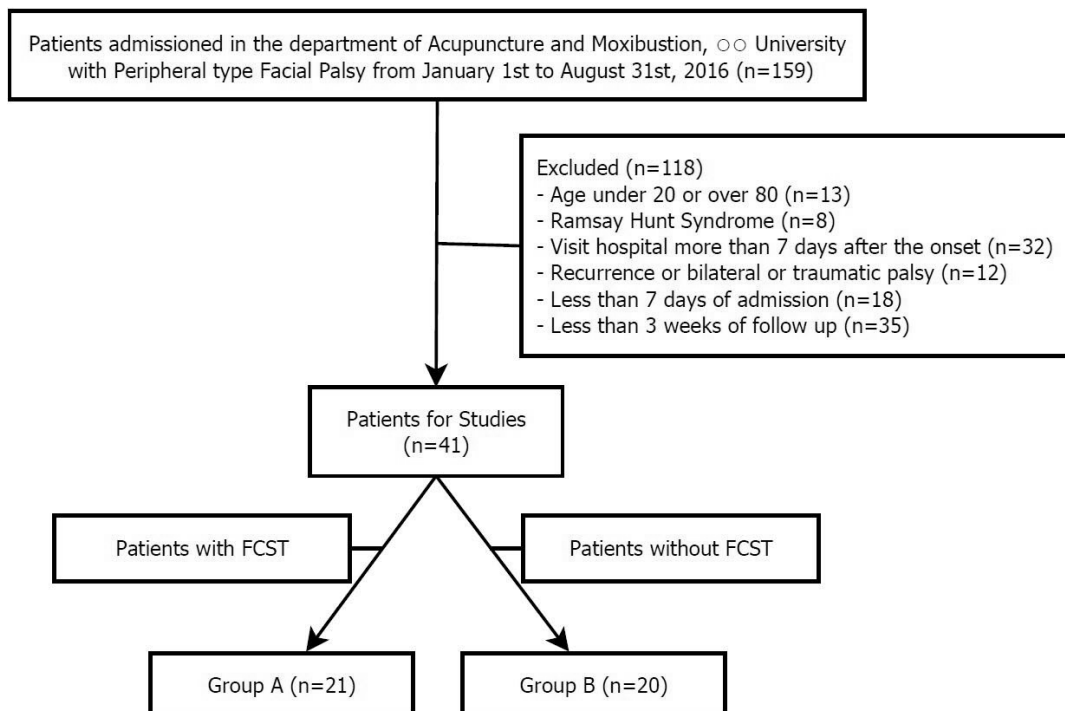 Patients admissioned in the department of Acupuncture and Moxibustion, ○○ University
with Peripheral type Facial Palsy from January 1st to August 31st, 2016 (n=159)
Excluded (n=118)
- Age under 20 or over 80 (n=13)
- Ramsay Hunt Syndrome (n=8)
- Visit hospital more than 7 days after the onset (n=32)
- Recurrence or bilateral or traumatic palsy (n=12)
- Less than 7 days of admission (n=18)
- Less than 3 weeks of follow up (n=35)
Patients for Studies
(n=41)
Patients with FCST
Patients without FCST
Group A (n=21)
Group B (n=20)